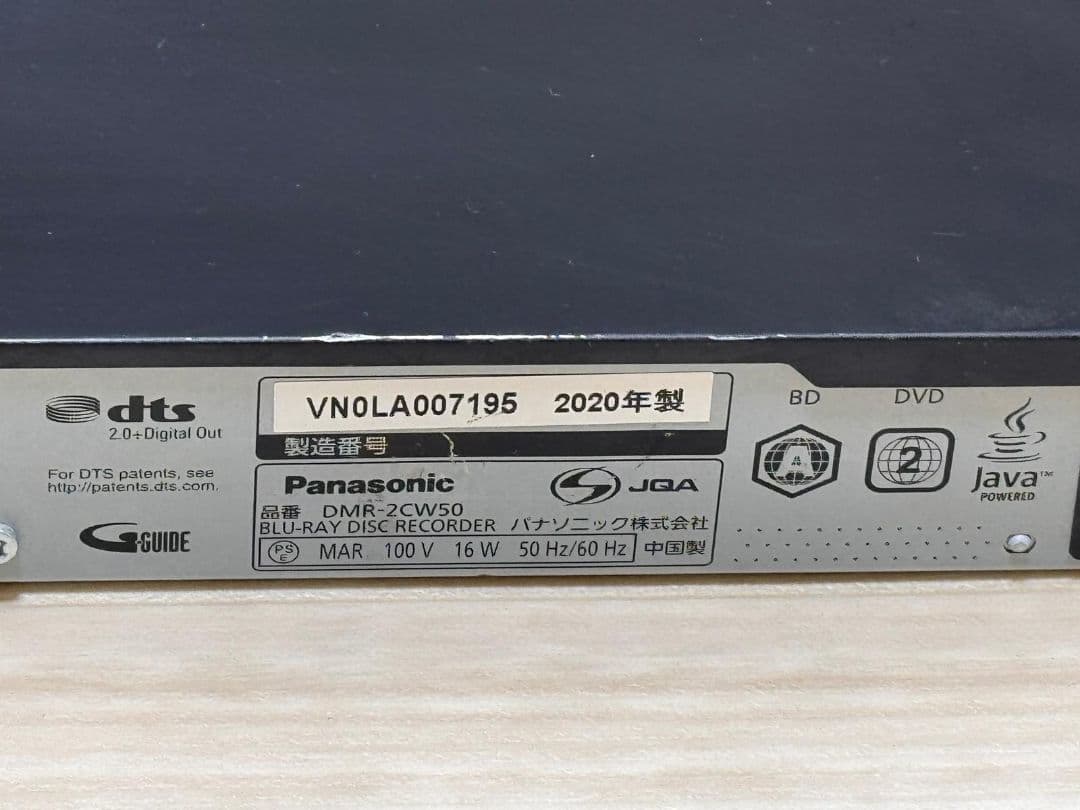 dts
2.0+Digital Out
For DTS patents, see
http://patents.dts.com.
G-GUIDE
VN0LA007195 2020年製
製造番号
Panasonic
JQA
品番 DMR-2CW50
BLU-RAY DISC RECORDER パナソニック株式会社
PSE MAR 100 V 16 W 50 Hz/60 Hz 中国製
BD DVD
A 2
Java™
POWERED